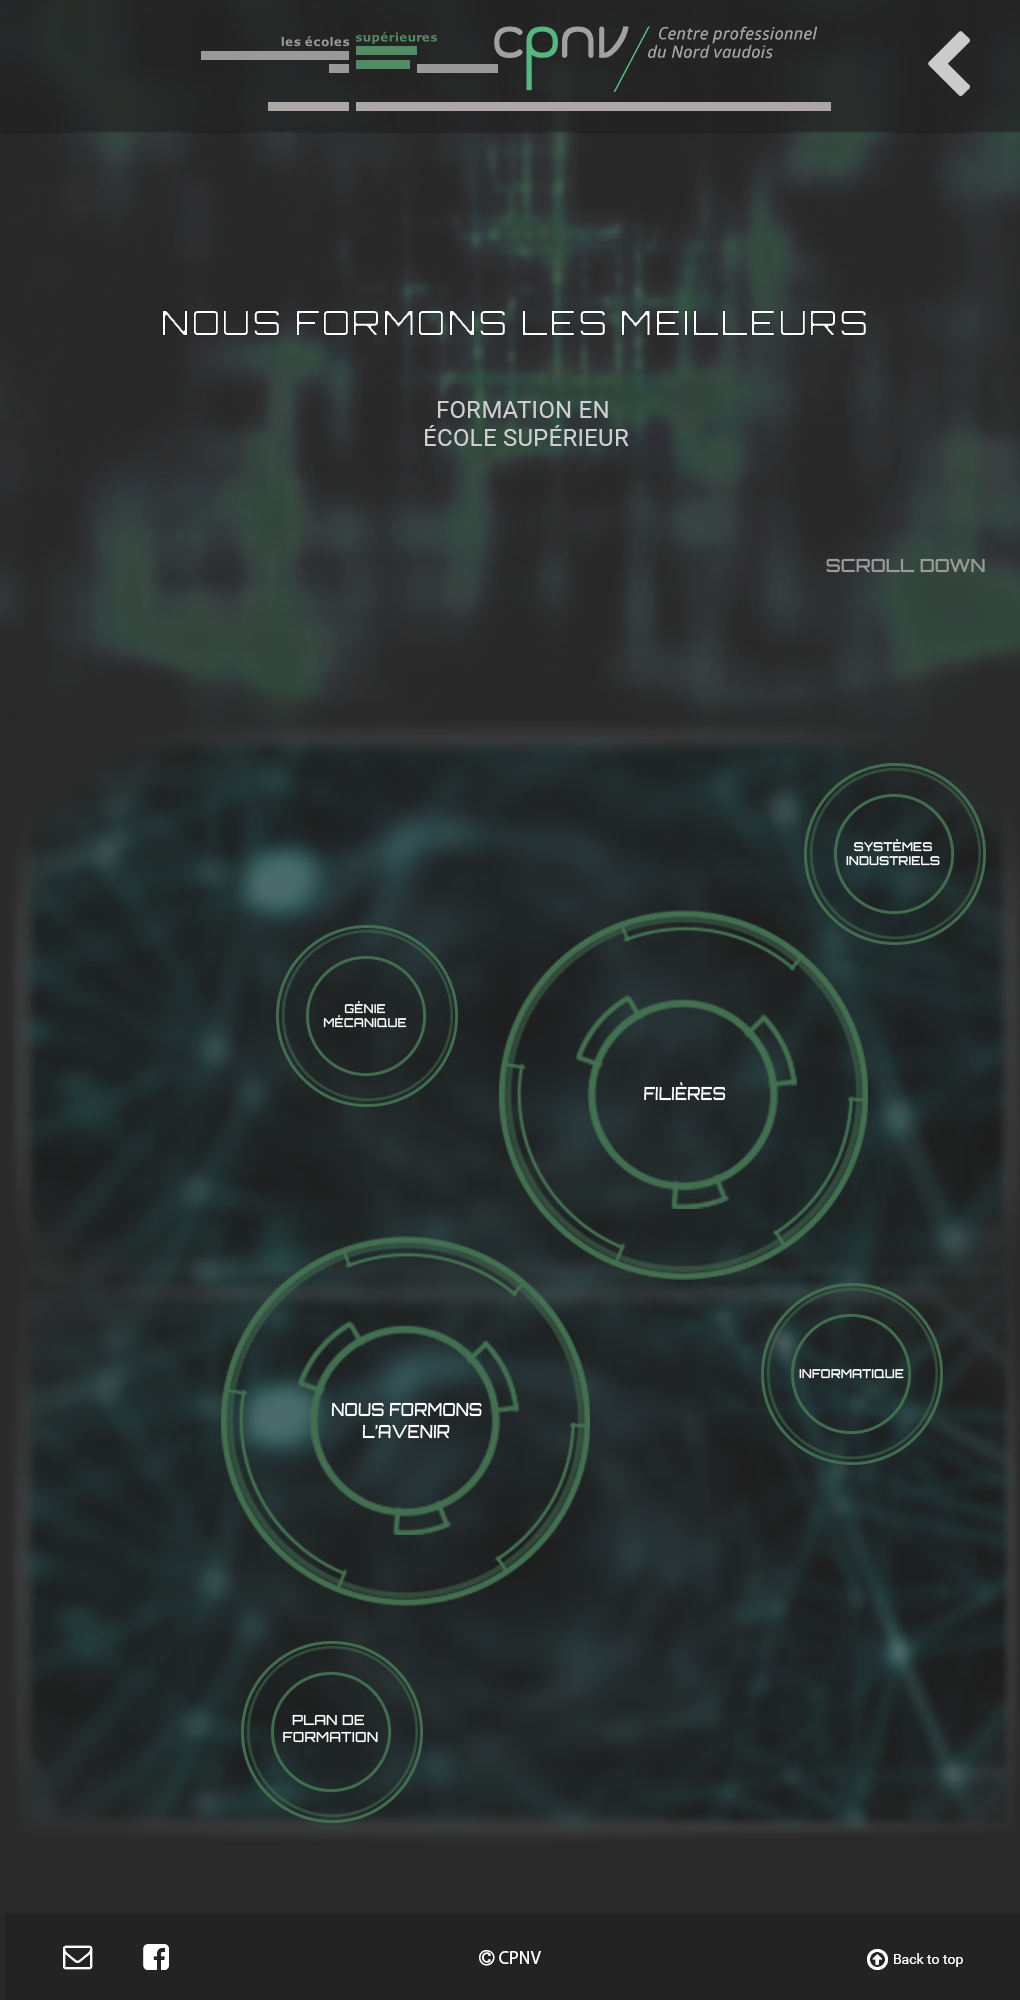 les écoles supérieures
cpnv
Centre professionnel
du Nord vaudois
NOUS FORMONS LES MEILLEURS
FORMATION EN
ÉCOLE SUPÉRIEUR
SCROLL DOWN
SYSTÈMES
INDUSTRIELS
GÉNIE
MÉCANIQUE
FILIÈRES
INFORMATIQUE
NOUS FORMONS
L'AVENIR
PLAN DE
FORMATION
© CPNV
Back to top